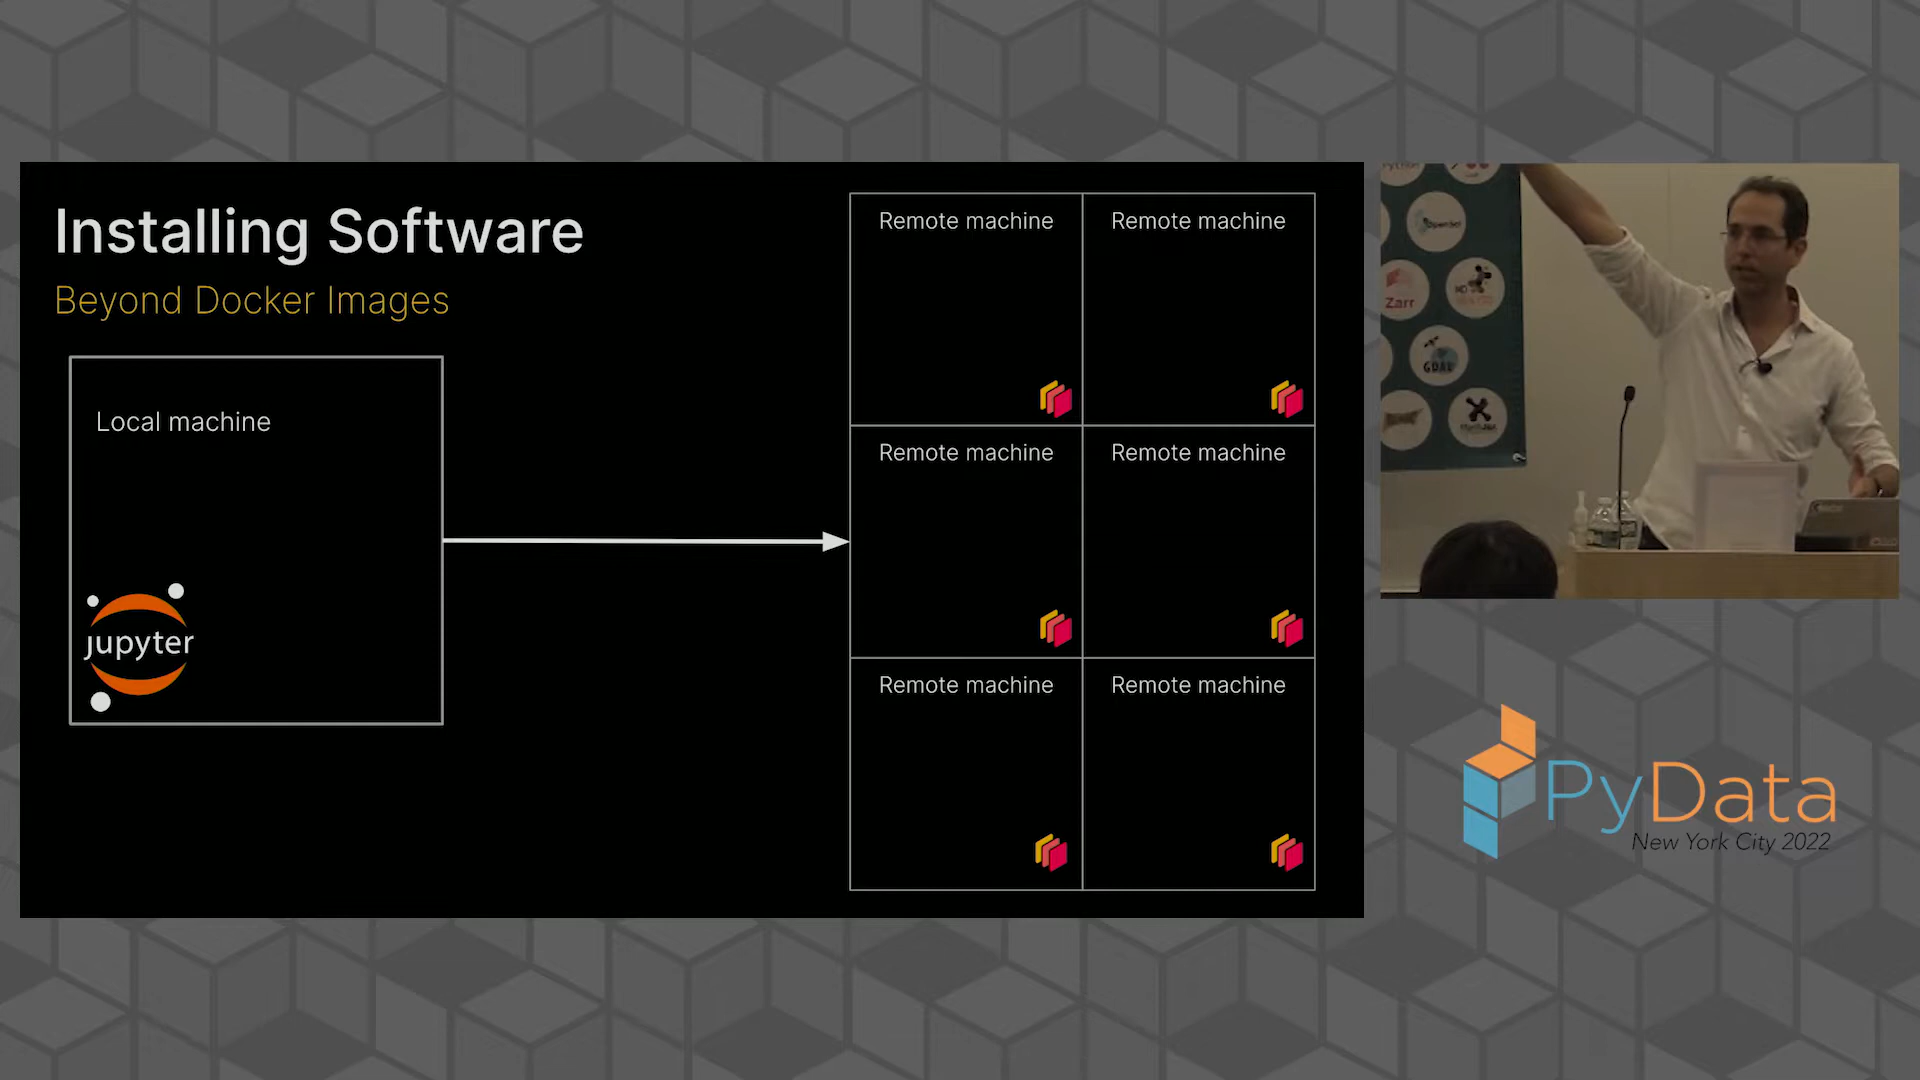 Installing Software
Beyond Docker Images
Local machine
jupyter
Remote machine
Remote machine
Remote machine
Remote machine
Remote machine
Remote machine
OpenSci
Zarr
GDAL
PyData
New York City 2022